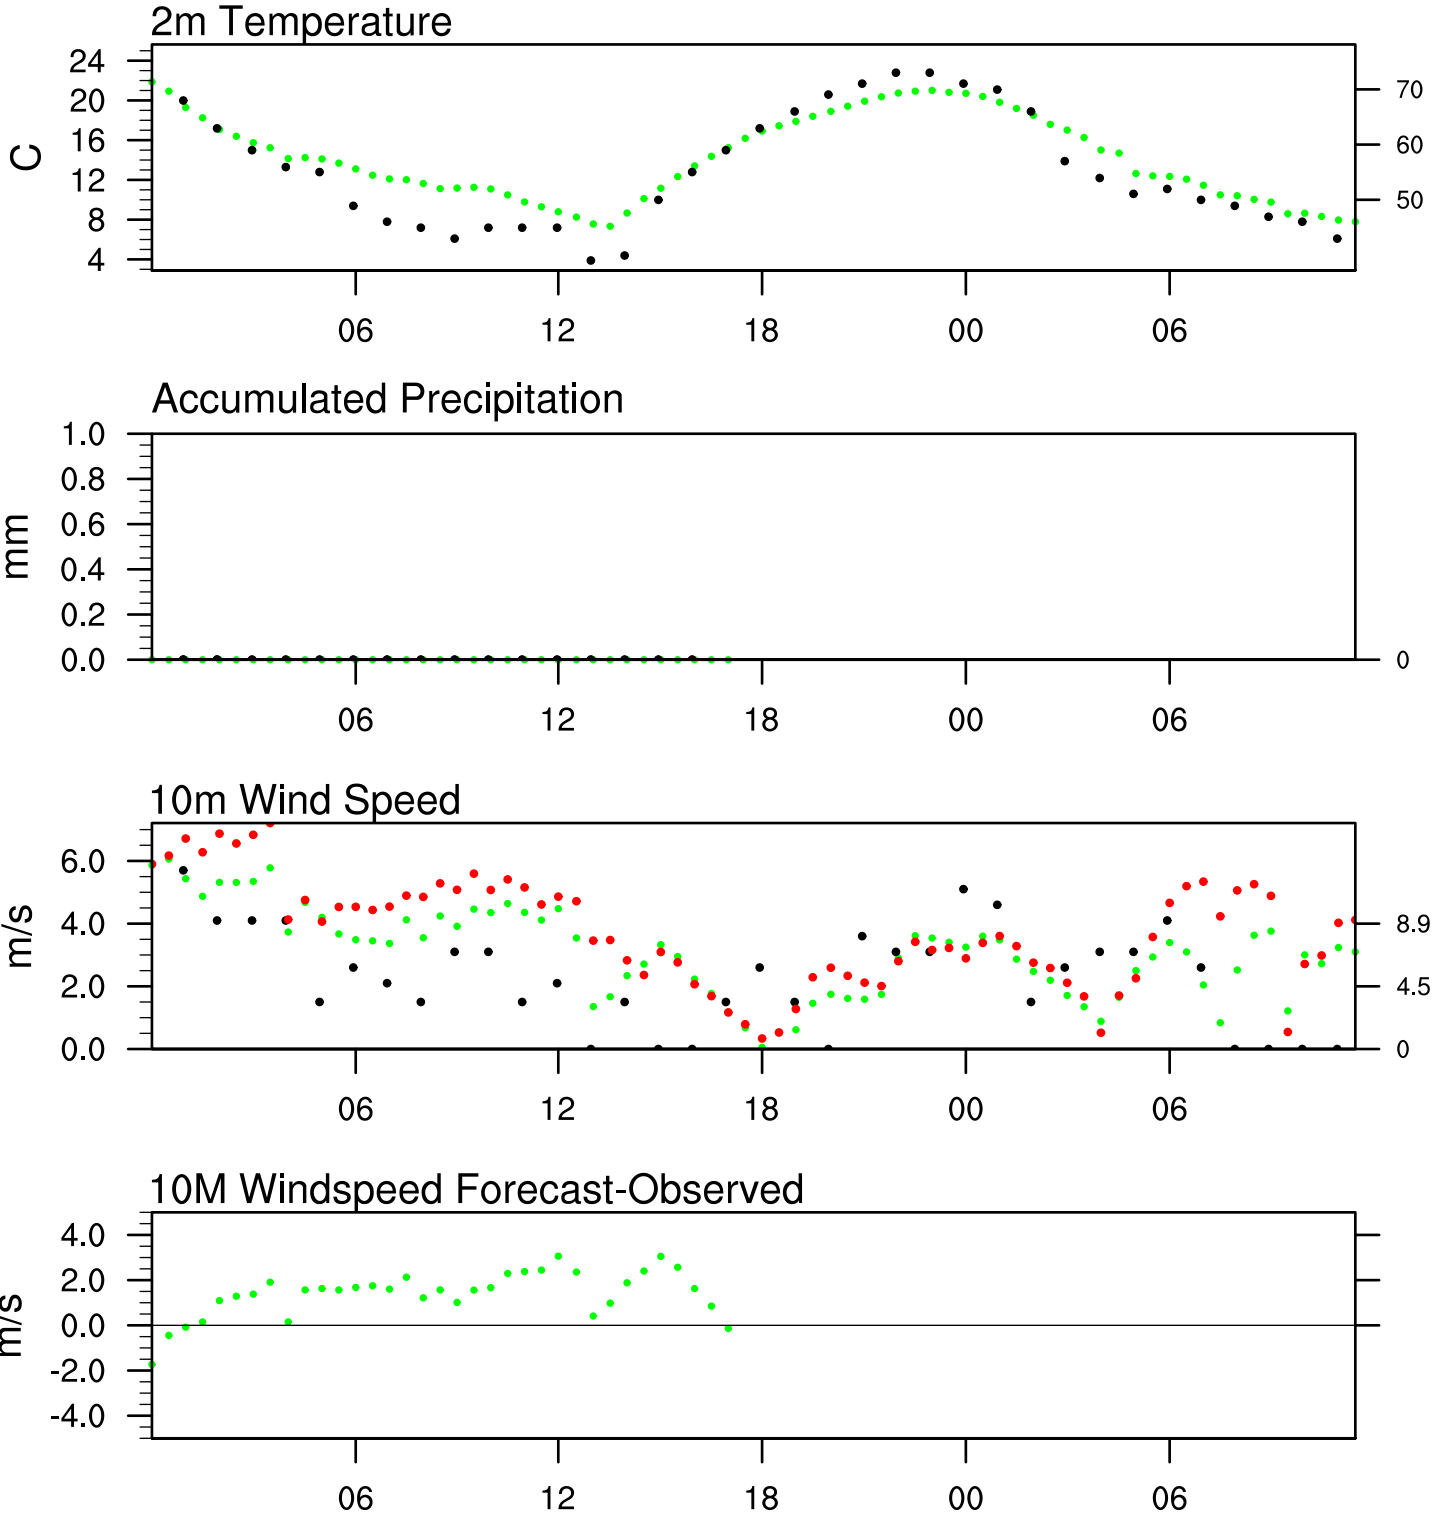 2m Temperature
24
20
16
12
8
4
C
70
60
50
06 12 18 00 06
Accumulated Precipitation
1.0
0.8
0.6
0.4
0.2
0.0
mm
0
06 12 18 00 06
10m Wind Speed
6.0
4.0
2.0
0.0
m/s
8.9
4.5
0
06 12 18 00 06
10M Windspeed Forecast-Observed
4.0
2.0
0.0
-2.0
-4.0
m/s
06 12 18 00 06